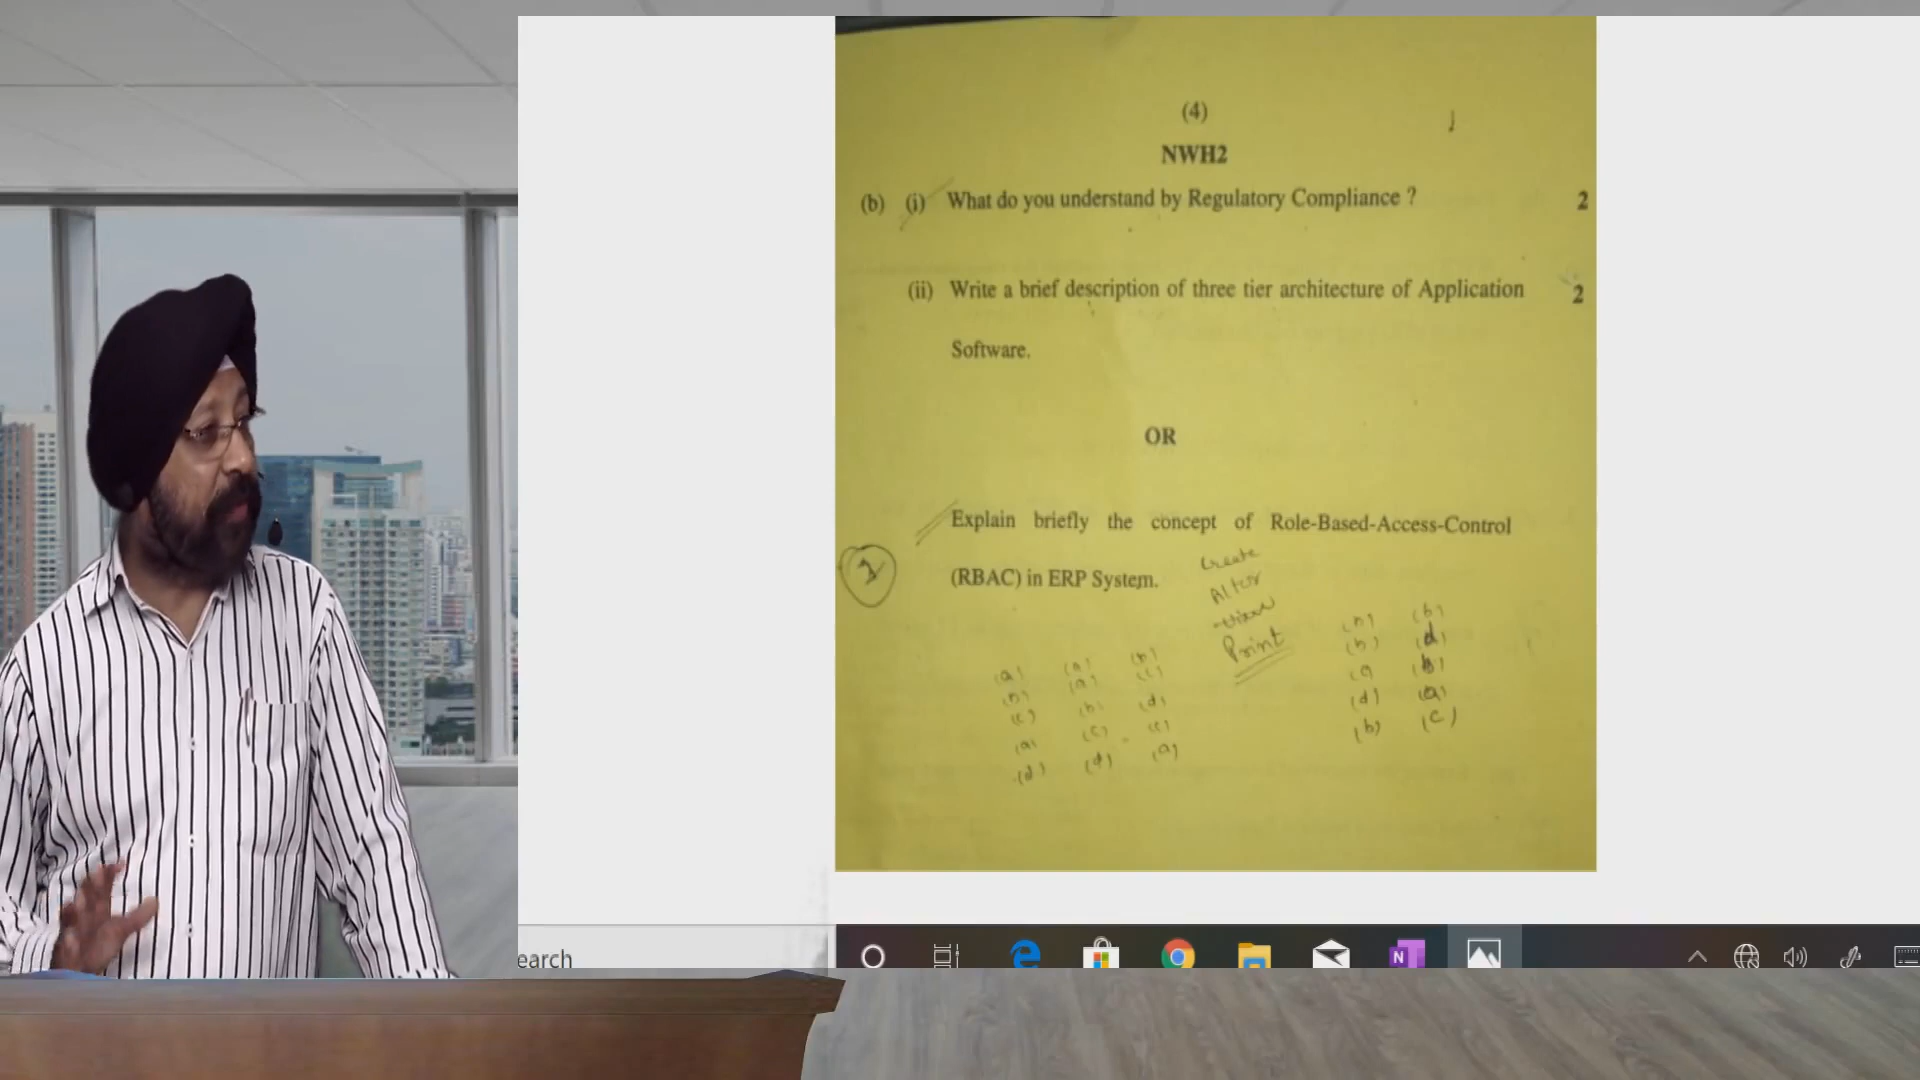 (4)
NWH2
(b) (i) What do you understand by Regulatory Compliance ? 2
(ii) Write a brief description of three tier architecture of Application 2
Software.
OR
Explain briefly the concept of Role-Based-Access-Control
(RBAC) in ERP System.
Create
Alter
view
Print
(a) (a) (b)
(a) (c)
(c) (b) (d)
(a) (c) (c)
(d) (d) (a)
(b)
(b) (d)
(b)
(d) (a)
(b) (c)
earch